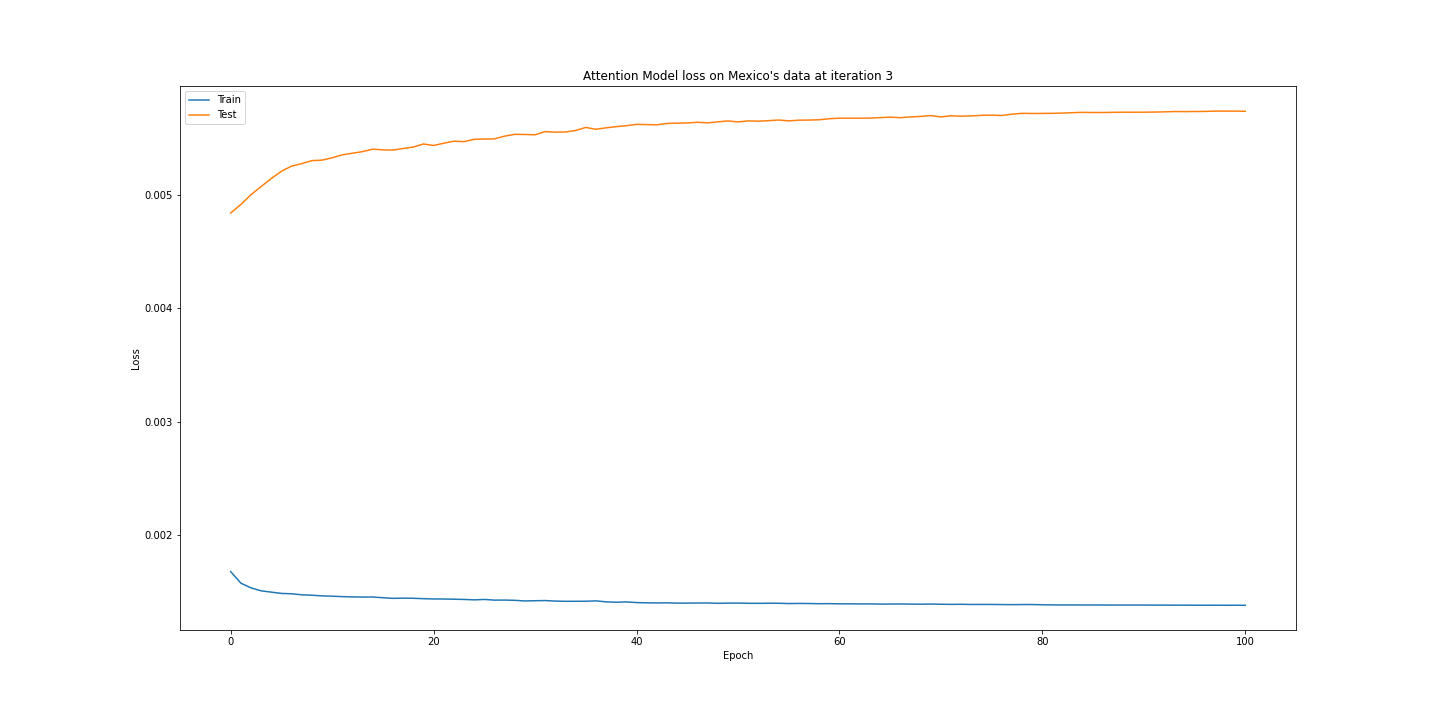 Attention Model loss on Mexico's data at iteration 3
Train
Test
0.005
0.004
0.003
0.002
Loss
0
20
40
60
80
100
Epoch